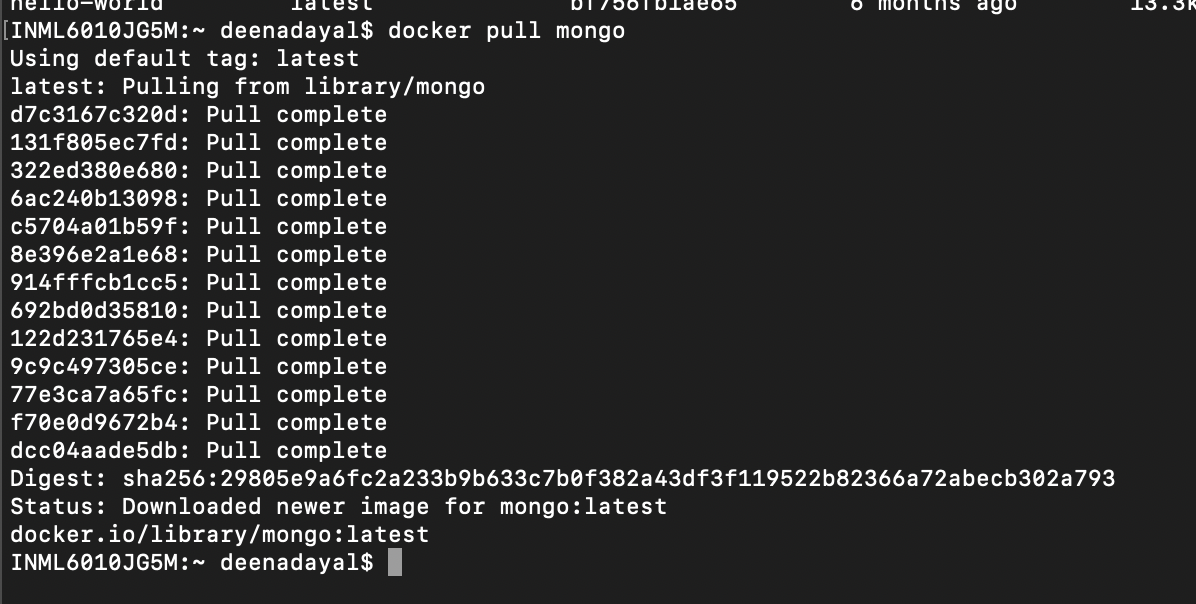 hello-world latest bf756fb1ae65 6 months ago 13.3k
[INML6010JG5M:~ deenadayal$ docker pull mongo
Using default tag: latest
latest: Pulling from library/mongo
d7c3167c320d: Pull complete
131f805ec7fd: Pull complete
322ed380e680: Pull complete
6ac240b13098: Pull complete
c5704a01b59f: Pull complete
8e396e2a1e68: Pull complete
914fffcb1cc5: Pull complete
692bd0d35810: Pull complete
122d231765e4: Pull complete
9c9c497305ce: Pull complete
77e3ca7a65fc: Pull complete
f70e0d9672b4: Pull complete
dcc04aade5db: Pull complete
Digest: sha256:29805e9a6fc2a233b9b633c7b0f382a43df3f119522b82366a72abecb302a793
Status: Downloaded newer image for mongo:latest
docker.io/library/mongo:latest
INML6010JG5M:~ deenadayal$